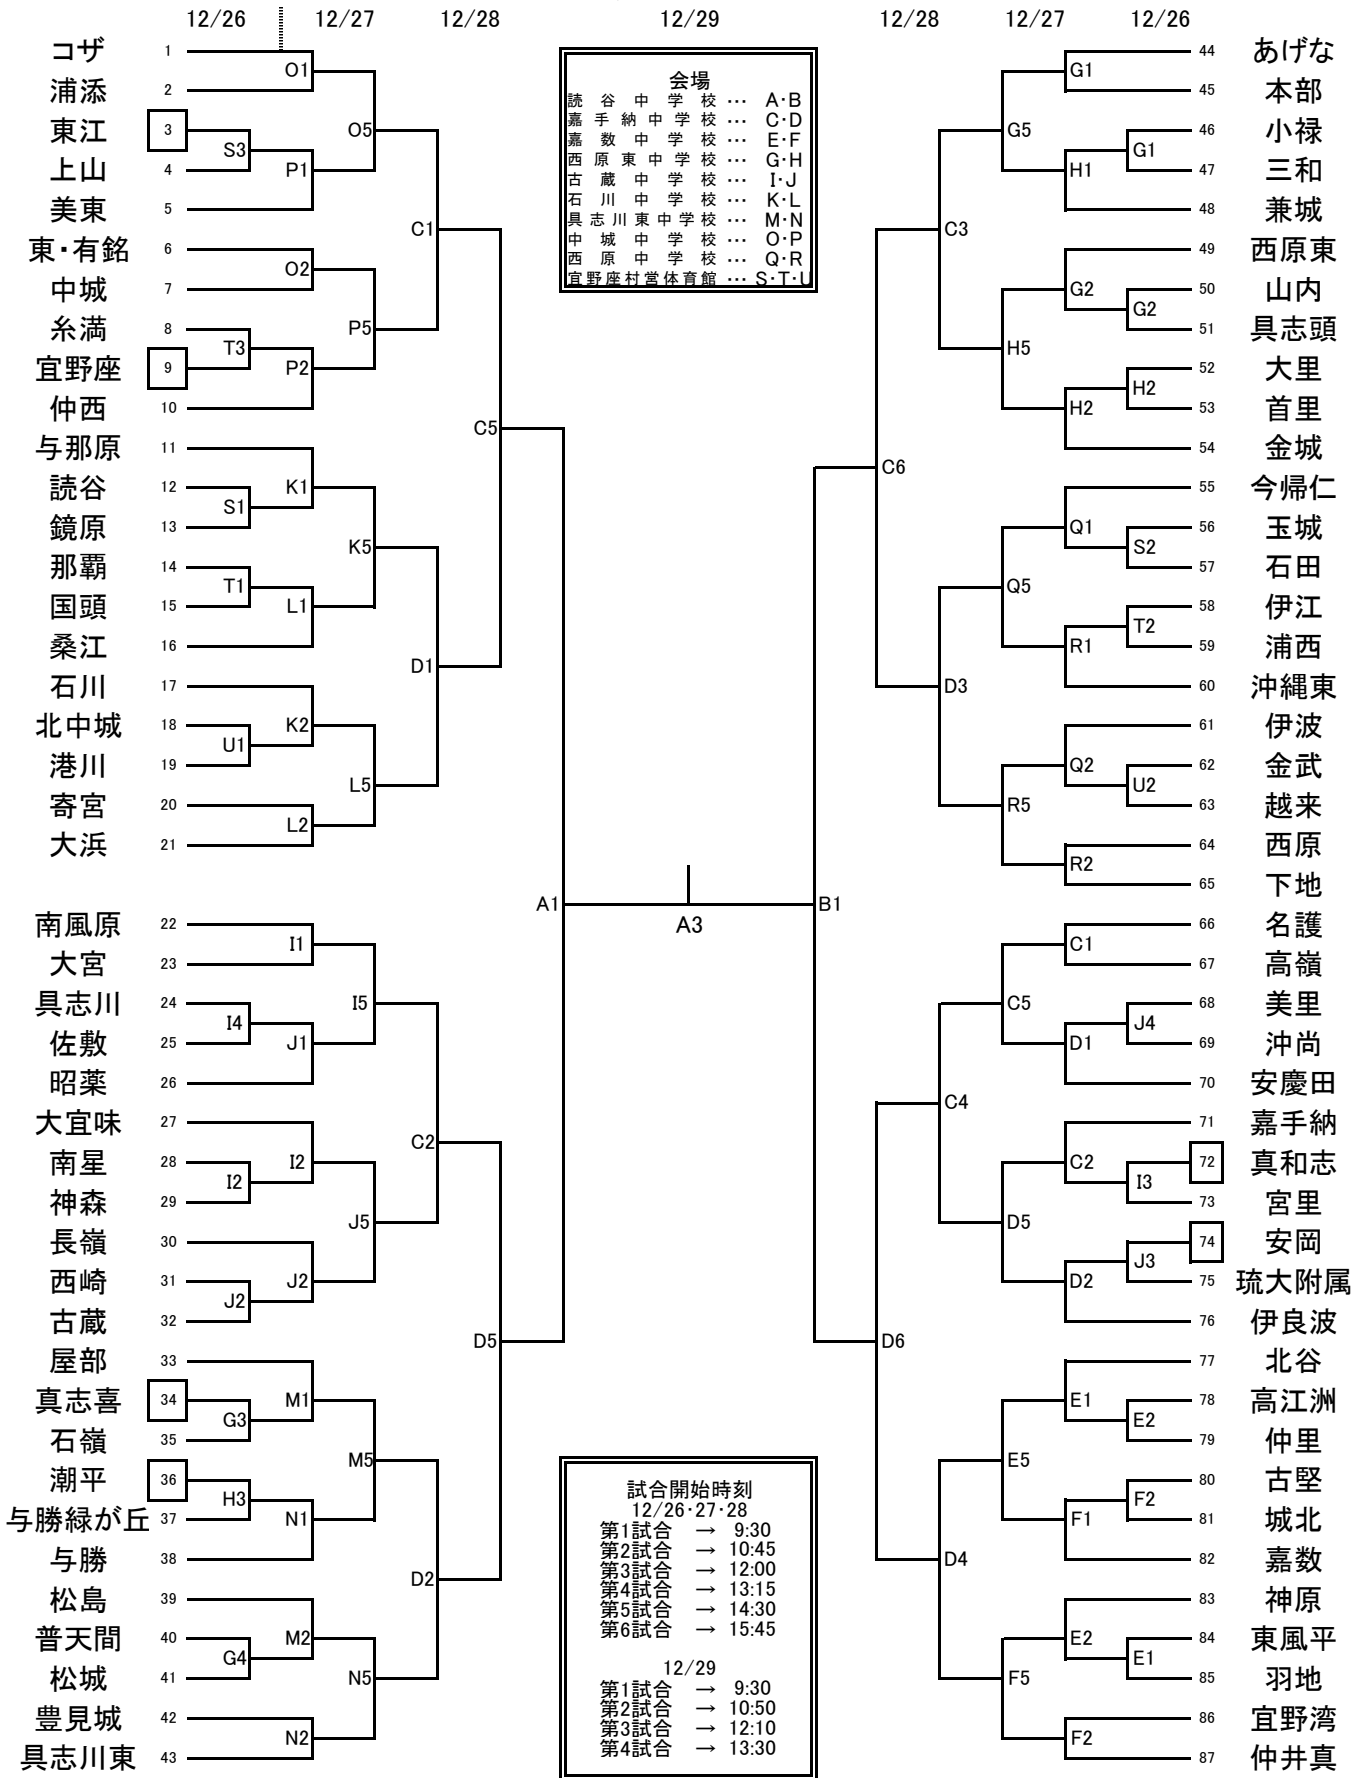 12/26 12/27 12/28 12/29 12/28 12/27 12/26
コザ 1 44 あげな
O1 G1
浦添 2 45 本部
東江 3 O5 G5 46 小禄
S3 G1
上山 4 P1 H1 47 三和
美東 5 48 兼城
C1 C3
東・有銘 6 49 西原東
O2
中城 7 G2 50 山内
G2
糸満 8 P5 51 具志頭
T3 H5
宜野座 9 P2 52 大里
H2
仲西 10 H2 53 首里
C5
与那原 11 54 金城
C6
読谷 12 K1 55 今帰仁
S1
鏡原 13 Q1 56 玉城
K5 S2
那覇 14 57 石田
T1 Q5
国頭 15 L1 58 伊江
T2
桑江 16 R1 59 浦西
D1
石川 17 D3 60 沖縄東
北中城 18 K2 61 伊波
U1
港川 19 Q2 62 金武
L5 U2
寄宮 20 R5 63 越来
L2
大浜 21 64 西原
R2
65 下地
A1 A3 B1
南風原 22 66 名護
I1 C1
大宮 23 67 高嶺
具志川 24 I5 C5 68 美里
I4 J4
佐敷 25 J1 D1 69 沖尚
昭薬 26 70 安慶田
C4
大宜味 27 71 嘉手納
C2
南星 28 I2 C2 72 真和志
I2 I3
神森 29 73 宮里
J5 D5
長嶺 30 74 安岡
J3
西崎 31 J2 D2 75 琉大附属
J2
古蔵 32 76 伊良波
D5 D6
屋部 33 77 北谷
真志喜 34 M1 E1 78 高江洲
G3 E2
石嶺 35 79 仲里
M5 E5
潮平 36 80 古堅
H3 F2
与勝緑が丘 37 N1 F1 81 城北
与勝 38 82 嘉数
D2 D4
松島 39 83 神原
普天間 40 M2 E2 84 東風平
G4 E1
松城 41 N5 F5 85 羽地
豊見城 42 86 宜野湾
N2 F2
具志川東 43 87 仲井真
会場
読谷中学校 … A・B
嘉手納中学校 … C・D
嘉数中学校 … E・F
西原東中学校 … G・H
古蔵中学校 … I・J
石川中学校 … K・L
具志川東中学校 … M・N
中城中学校 … O・P
西原中学校 … Q・R
宜野座村営体育館 … S・T・U
試合開始時刻
12/26・27・28
第1試合 → 9:30
第2試合 → 10:45
第3試合 → 12:00
第4試合 → 13:15
第5試合 → 14:30
第6試合 → 15:45
12/29
第1試合 → 9:30
第2試合 → 10:50
第3試合 → 12:10
第4試合 → 13:30